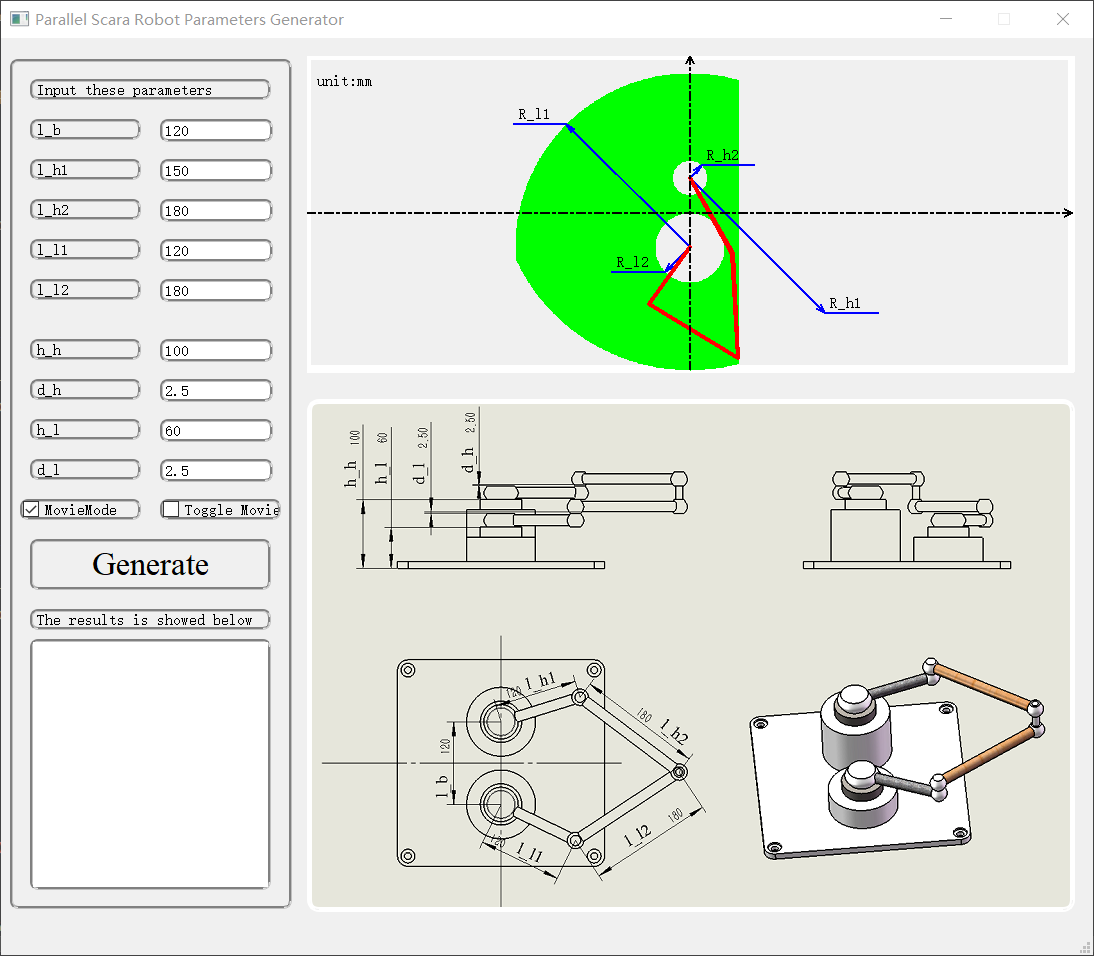 Parallel Scara Robot Parameters Generator
Input these parameters
l_b 120
l_h1 150
l_h2 180
l_l1 120
l_l2 180
h_h 100
d_h 2.5
h_l 60
d_l 2.5
MovieMode Toggle Movie
Generate
The results is showed below
unit:mm
R_l1
R_h2
R_l2
R_h1
h_h 100
h_l 60
d_l 2.50
d_h 2.50
120 l_h1
180 l_h2
l_b 120
120 l_l1
l_l2 180